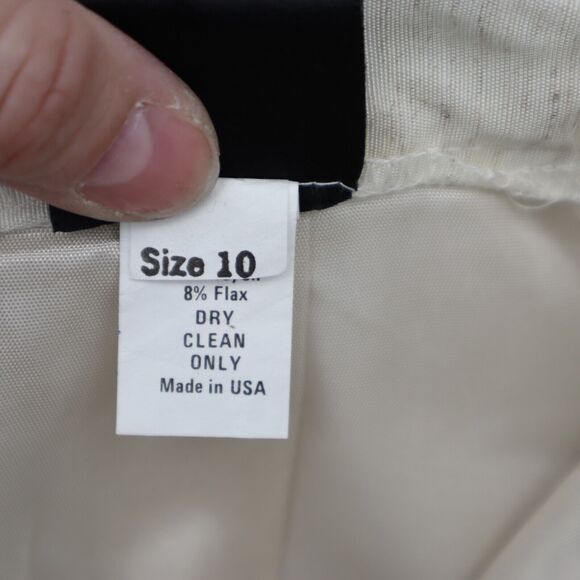 Size 10
8% Flax
DRY
CLEAN
ONLY
Made in USA